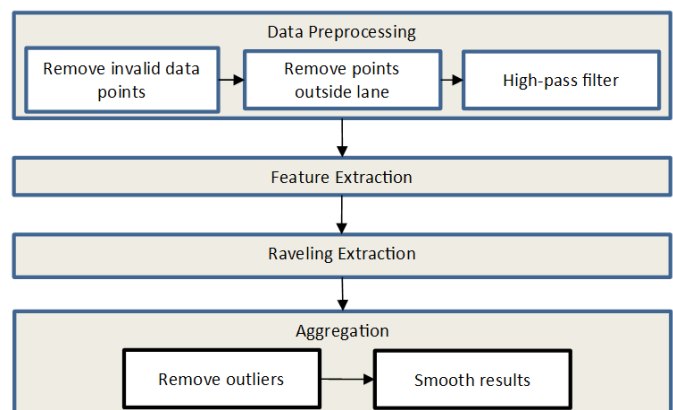 Data Preprocessing
Remove invalid data
points
Remove points
outside lane
High-pass filter
Feature Extraction
Raveling Extraction
Aggregation
Remove outliers
Smooth results